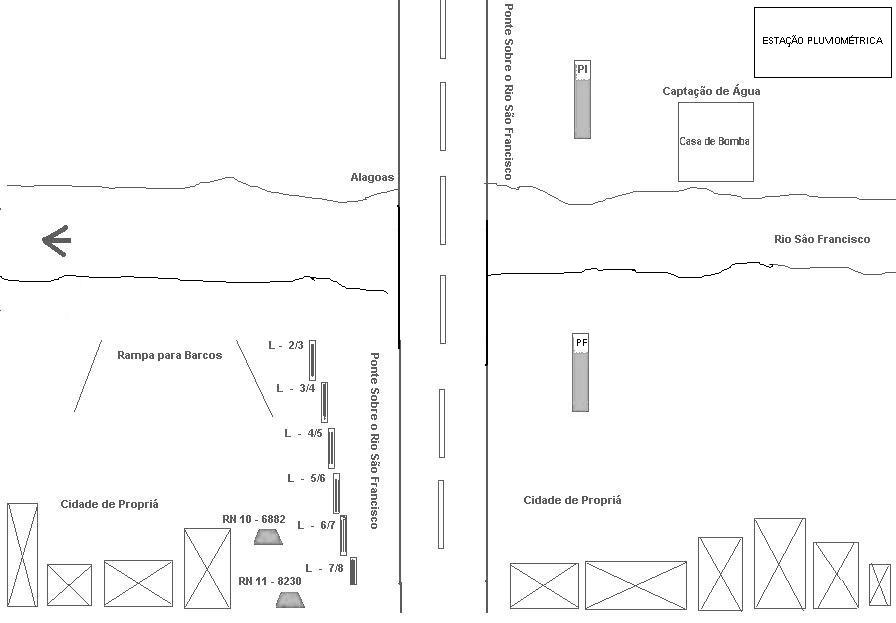 Ponte Sobre o Rio São Francisco
PI
ESTAÇÃO PLUVIOMÉTRICA
Captação de Água
Casa de Bomba
Alagoas
Rio São Francisco
Rampa para Barcos
L - 2/3
L - 3/4
L - 4/5
L - 5/6
L - 6/7
L - 7/8
Ponte Sobre o Rio São Francisco
PF
Cidade de Propriá
RN 10 - 6882
RN 11 - 8230
Cidade de Propriá